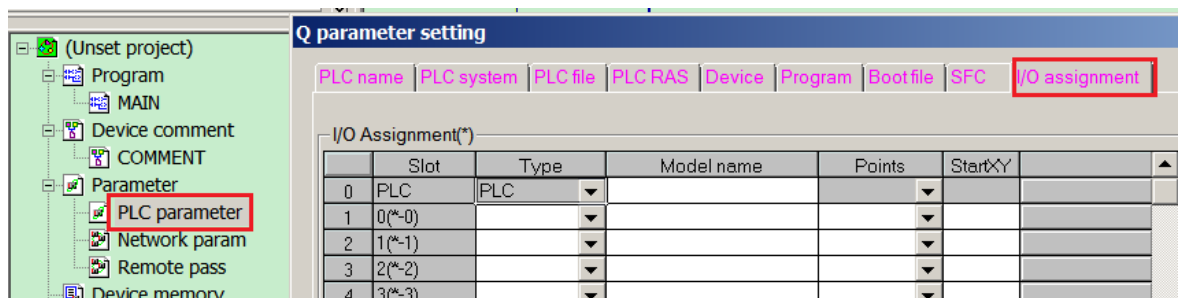 (Unset project)
Program
MAIN
Device comment
COMMENT
Parameter
PLC parameter
Network param
Remote pass
Device memory
Q parameter setting
PLC name PLC system PLC file PLC RAS Device Program Boot file SFC I/O assignment
I/O Assignment(*)
Slot Type Model name Points StartXY
0 PLC PLC
1 0(*-0)
2 1(*-1)
3 2(*-2)
4 3(*-3)